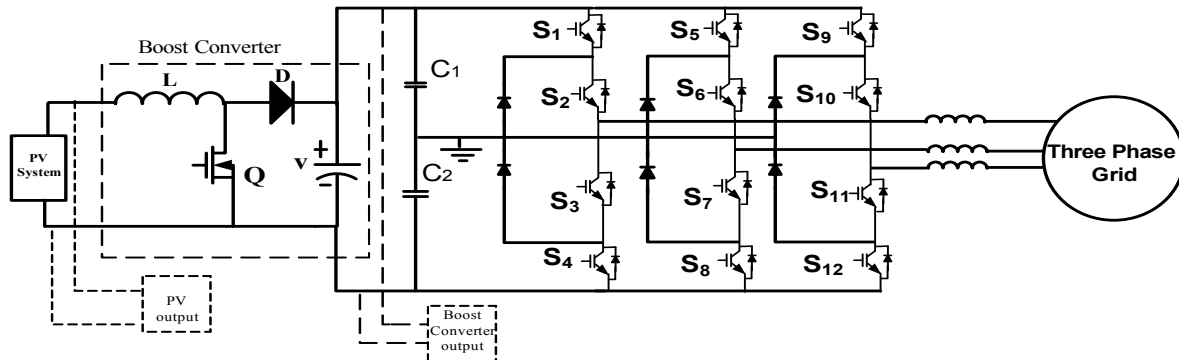 Boost Converter
L
D
PV
System
Q
v
+
-
PV
output
Boost
Converter
output
C1
C2
S1
S2
S3
S4
S5
S6
S7
S8
S9
S10
S11
S12
Three Phase
Grid